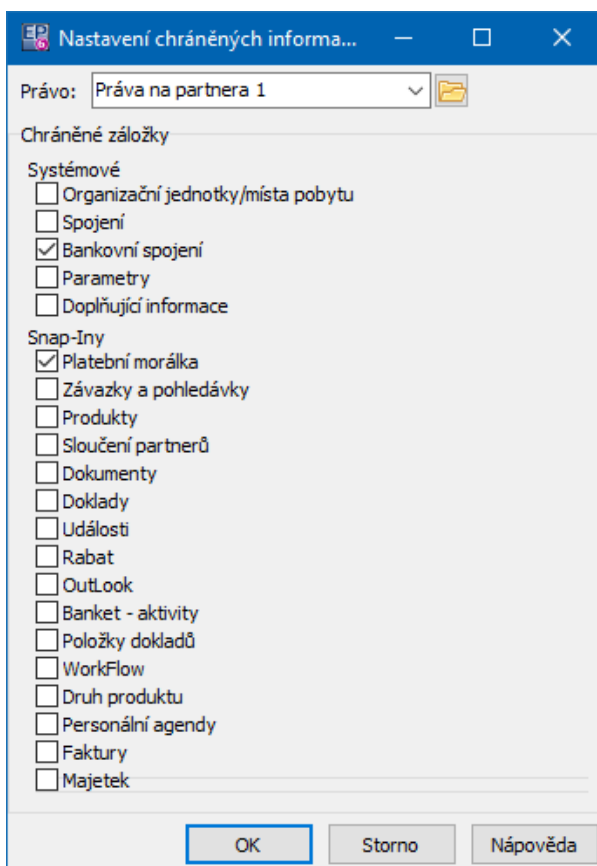 Nastavení chráněných informa...
Právo: Práva na partnera 1
Chráněné záložky
Systémové
Organizační jednotky/místa pobytu
Spojení
Bankovní spojení
Parametry
Doplňující informace
Snap-Iny
Platební morálka
Závazky a pohledávky
Produkty
Sloučení partnerů
Dokumenty
Doklady
Události
Rabat
OutLook
Banket - aktivity
Položky dokladů
WorkFlow
Druh produktu
Personální agendy
Faktury
Majetek
OK Storno Nápověda